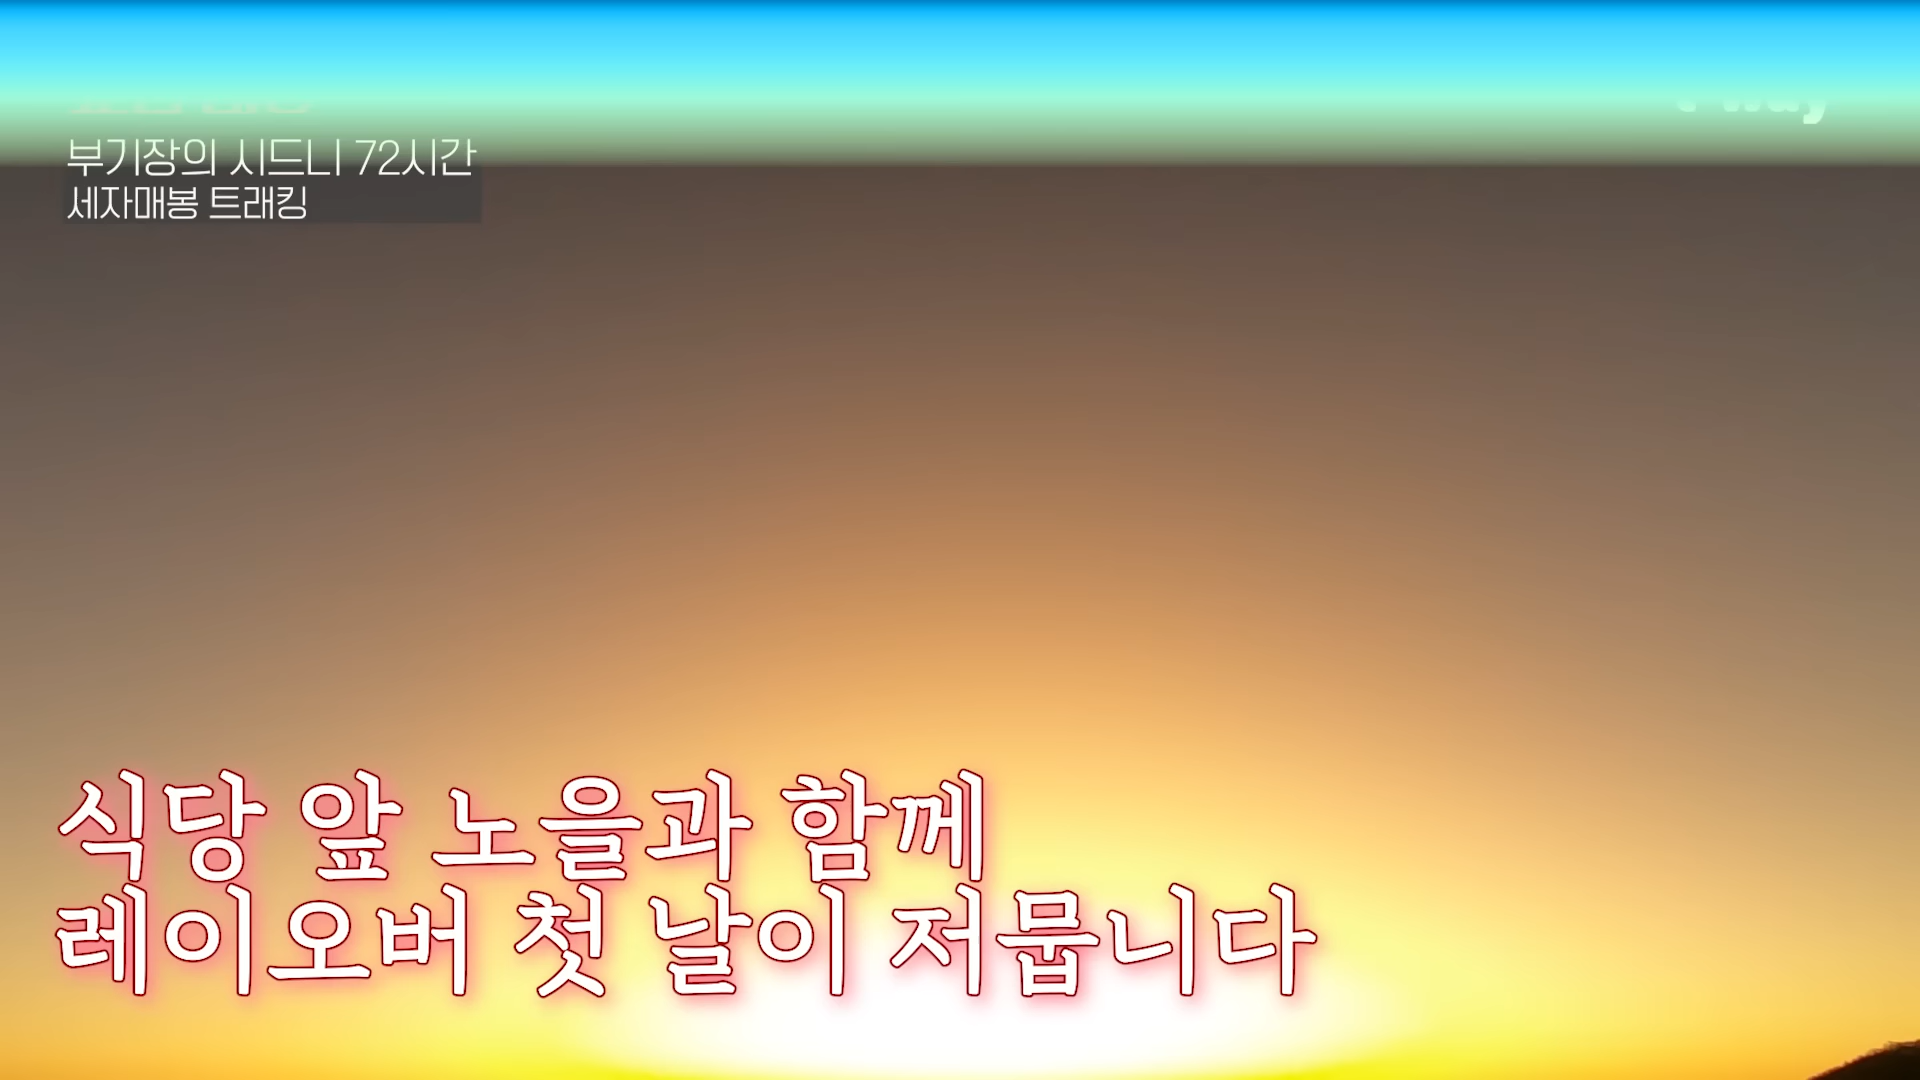 부기장의 시드니 72시간
세자매봉 트래킹
식당 앞 노을과 함께
레이오버 첫 날이 저뭅니다